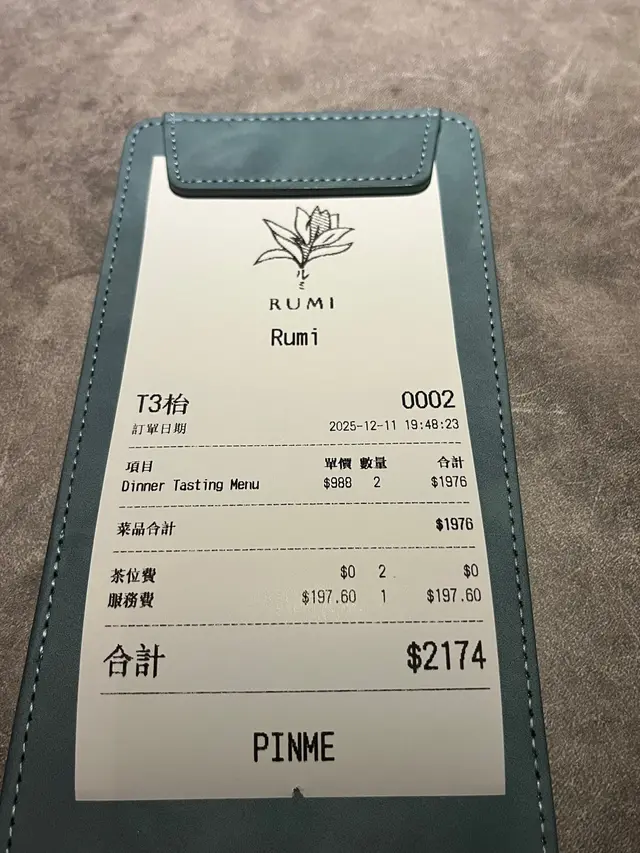 ルミ
RUMI
Rumi
T3枱 0002
訂單日期 2025-12-11 19:48:23
項目 單價 數量 合計
Dinner Tasting Menu $988 2 $1976
菜品合計 $1976
茶位費 $0 2 $0
服務費 $197.60 1 $197.60
合計 $2174
PINME